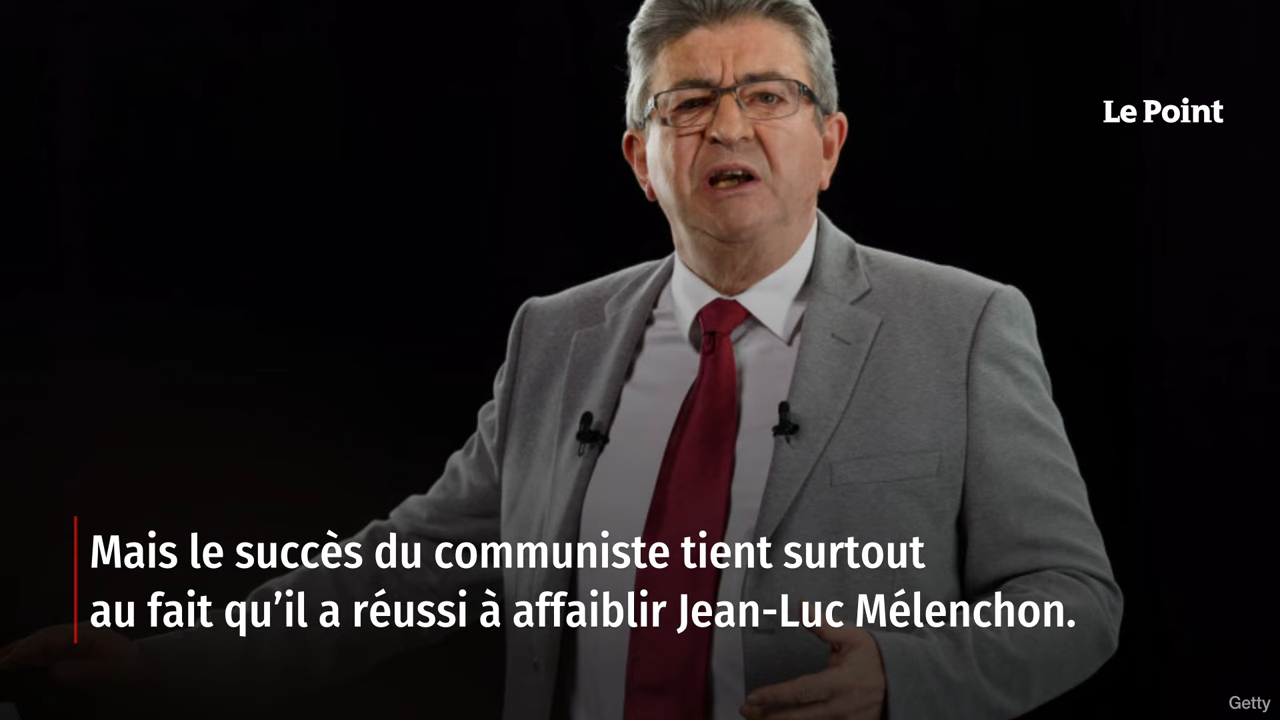 Le Point
Mais le succès du communiste tient surtout
au fait qu’il a réussi à affaiblir Jean-Luc Mélenchon.
Getty